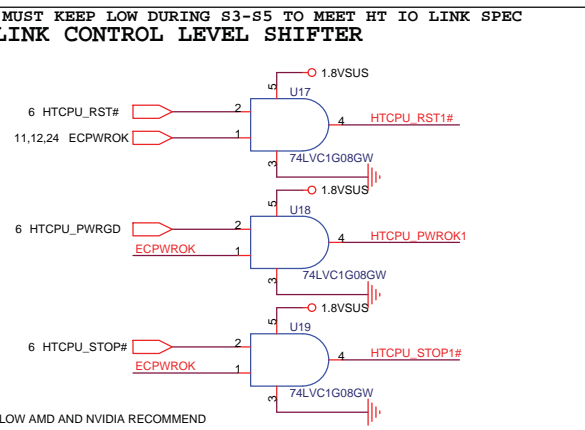 MUST KEEP LOW DURING S3-S5 TO MEET HT IO LINK SPEC
LINK CONTROL LEVEL SHIFTER
1.8VSUS
5
U17
6 HTCPU_RST#
2
4
HTCPU_RST1#
11,12,24 ECPWROK
1
3
74LVC1G08GW
1.8VSUS
5
U18
6 HTCPU_PWRGD
2
4
HTCPU_PWROK1
ECPWROK
1
3
74LVC1G08GW
1.8VSUS
5
U19
6 HTCPU_STOP#
2
4
HTCPU_STOP1#
ECPWROK
1
3
74LVC1G08GW
LOW AMD AND NVIDIA RECOMMEND